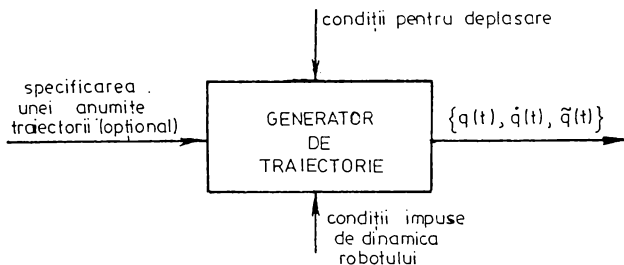 condiții pentru deplasare
specificarea
unei anumite
traiectorii (opțional)
GENERATOR
DE
TRAIECTORIE
{q(t), q̇(t), q̃(t)}
condiții impuse
de dinamica
robotului